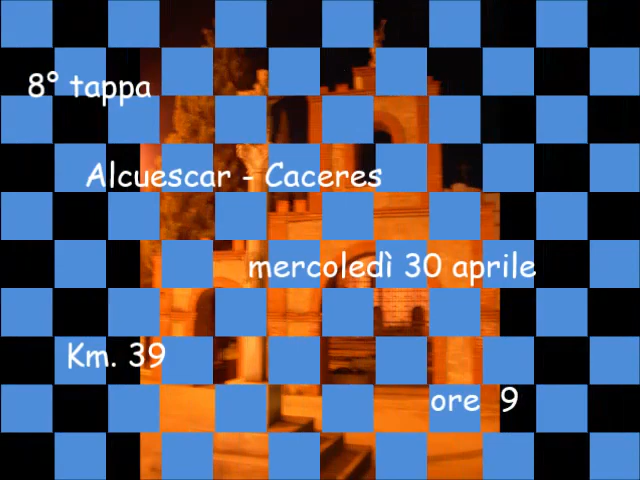 8° tappa
Alcuescar - Caceres
mercoledì 30 aprile
Km. 39
ore 9